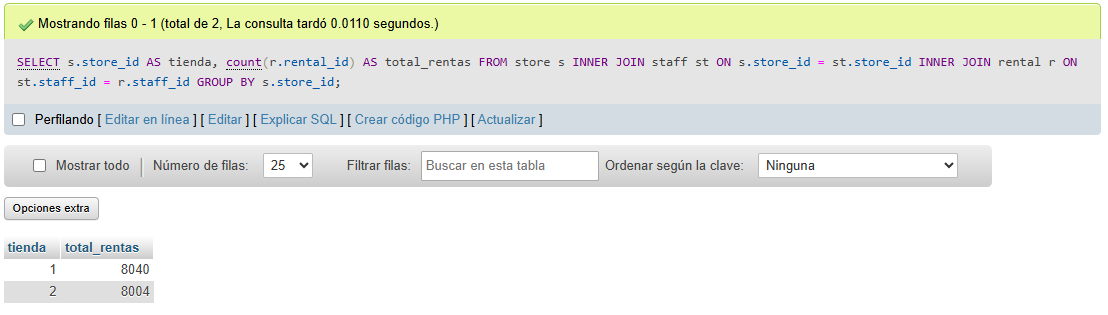 Mostrando filas 0 - 1 (total de 2, La consulta tardó 0.0110 segundos.)
SELECT s.store_id AS tienda, count(r.rental_id) AS total_rentas FROM store s INNER JOIN staff st ON s.store_id = st.store_id INNER JOIN rental r ON
st.staff_id = r.staff_id GROUP BY s.store_id;
Perfilando [ Editar en línea ] [ Editar ] [ Explicar SQL ] [ Crear código PHP ] [ Actualizar ]
Mostrar todo | Número de filas: 25 Filtrar filas: Buscar en esta tabla Ordenar según la clave: Ninguna
Opciones extra
tienda total_rentas
1 8040
2 8004